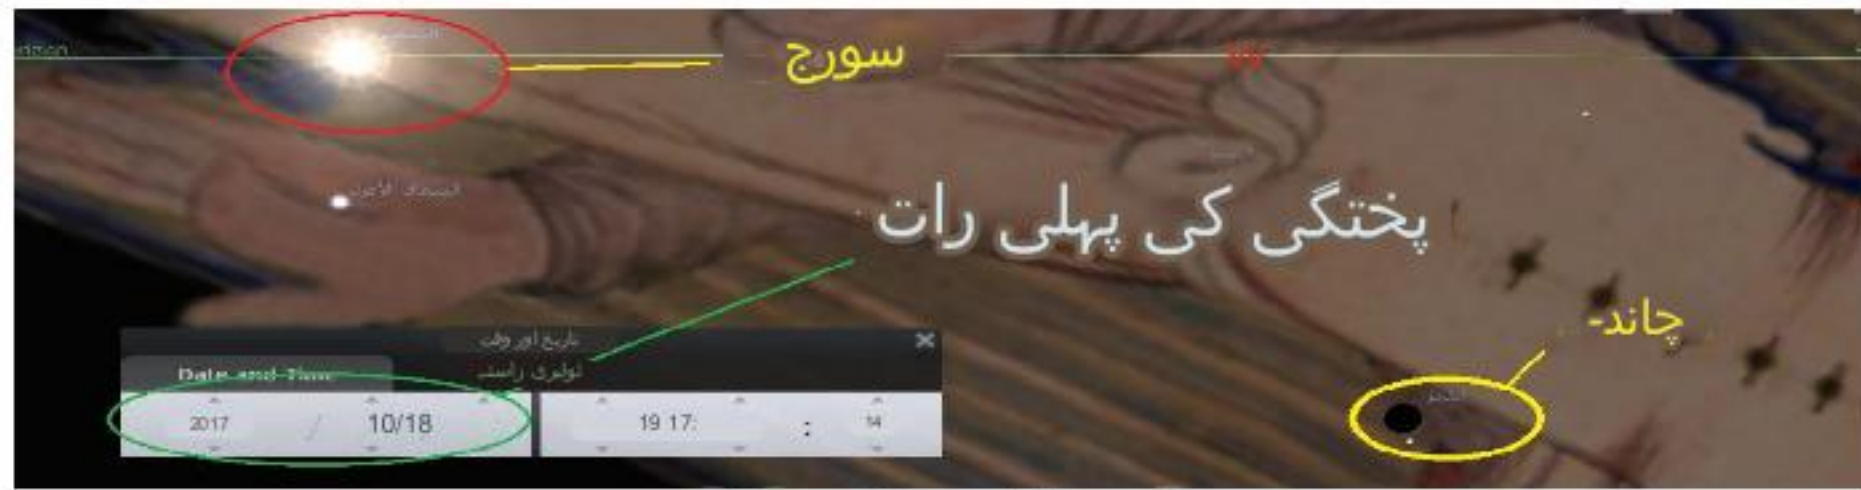 سورج
پختگی کی پہلی رات
چاند-
تاریخ اور وقت
Date and Time
2017 / 10/18
19 17: : 14